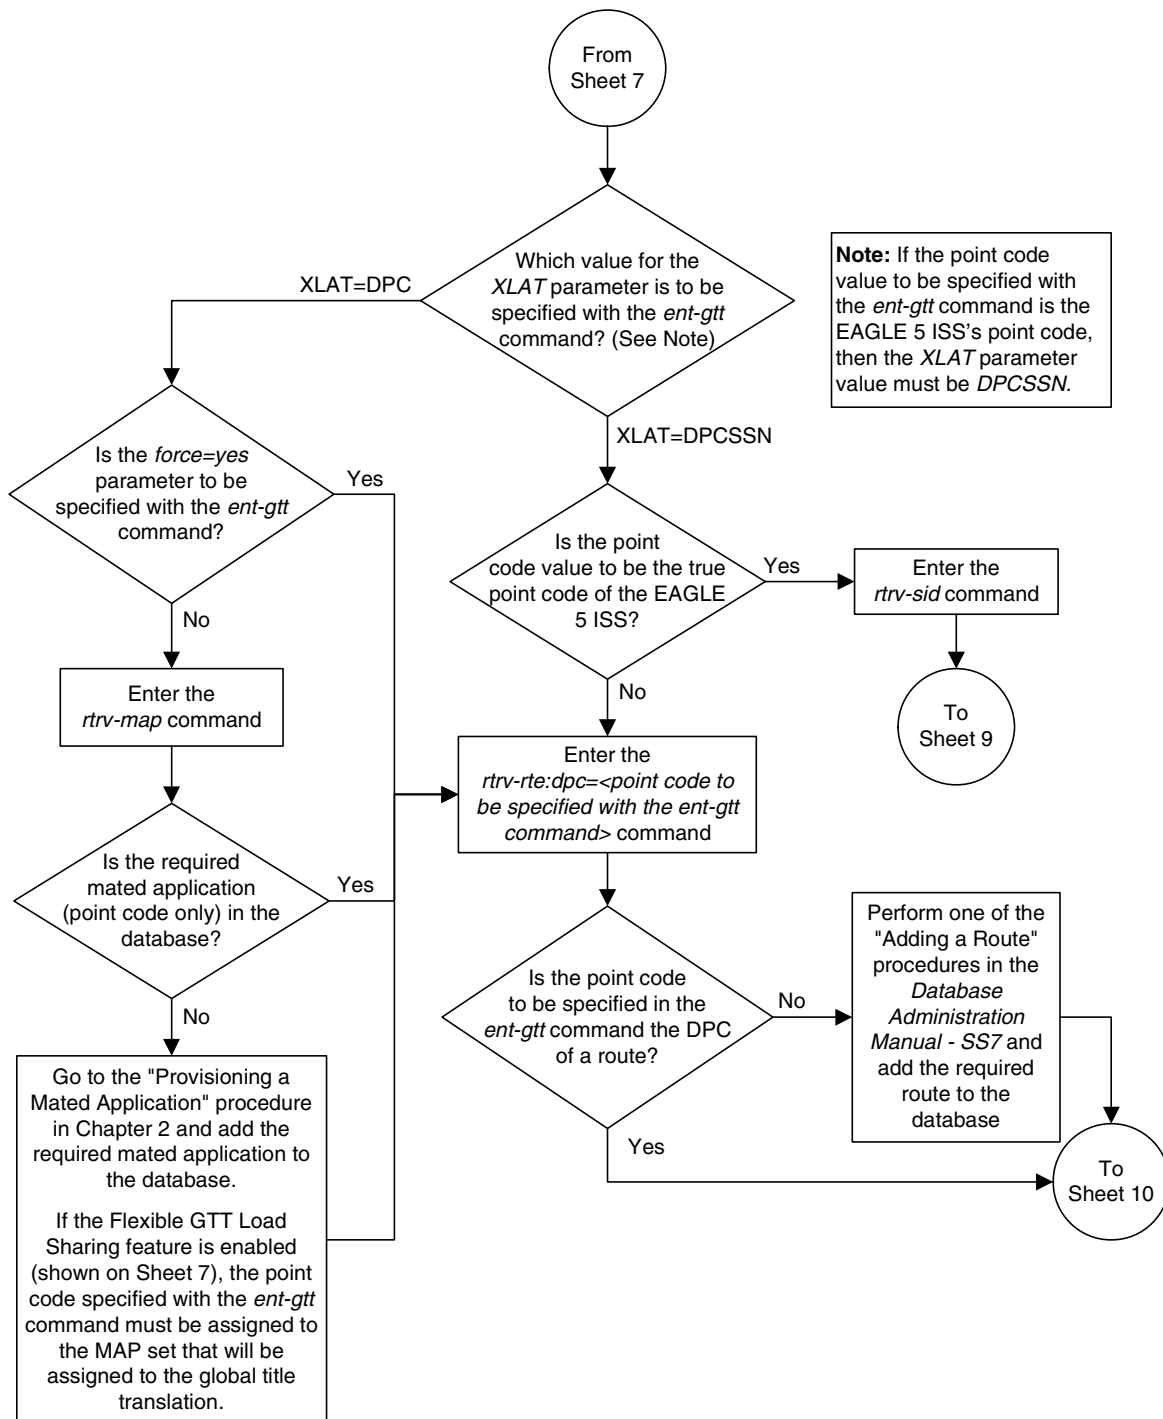 From
Sheet 7
Which value for the
XLAT parameter is to be
specified with the ent-gtt
command? (See Note)
Note: If the point code
value to be specified with
the ent-gtt command is the
EAGLE 5 ISS's point code,
then the XLAT parameter
value must be DPCSSN.
XLAT=DPC
XLAT=DPCSSN
Is the force=yes
parameter to be
specified with the ent-gtt
command?
Yes
No
Enter the
rtrv-map command
Is the required
mated application
(point code only) in the
database?
Yes
No
Go to the "Provisioning a
Mated Application" procedure
in Chapter 2 and add the
required mated application to
the database.
If the Flexible GTT Load
Sharing feature is enabled
(shown on Sheet 7), the point
code specified with the ent-gtt
command must be assigned to
the MAP set that will be
assigned to the global title
translation.
Is the point
code value to be the true
point code of the EAGLE
5 ISS?
Yes
Enter the
rtrv-sid command
To
Sheet 9
No
Enter the
rtrv-rte:dpc=<point code to
be specified with the ent-gtt
command> command
Is the point code
to be specified in the
ent-gtt command the DPC
of a route?
No
Perform one of the
"Adding a Route"
procedures in the
Database
Administration
Manual - SS7 and
add the required
route to the
database
Yes
To
Sheet 10